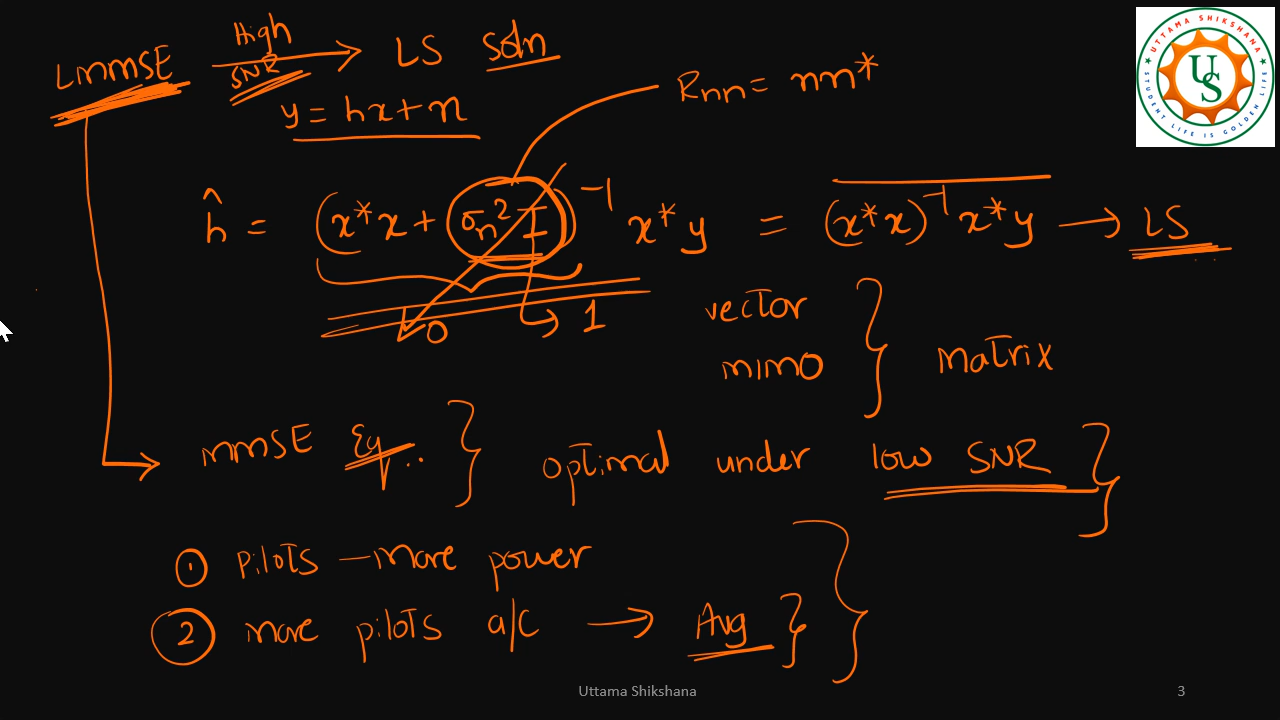 LMMSE High SNR → LS Soln
y = hx + n
Rnn = nn*
ĥ = (x*x + σn² I)⁻¹ x*y = (x*x)⁻¹ x*y → LS
0 1
vector
mimo } matrix
MMSE Eq.. } optimal under low SNR }
① pilots — more power
② more pilots a/c → Avg }
Uttama Shikshana 3
UTTAMA SHIKSHANA
US
STUDENT LIFE IS GOLDEN LIFE